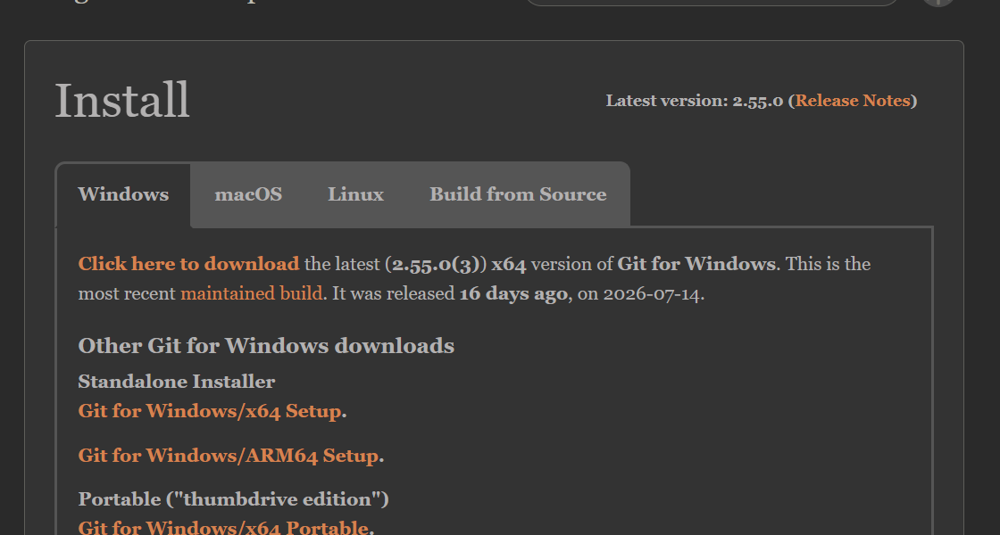 Install
Latest version: 2.55.0 (Release Notes)
Windows
macOS
Linux
Build from Source
Click here to download the latest (2.55.0(3)) x64 version of Git for Windows. This is the
most recent maintained build. It was released 16 days ago, on 2026-07-14.
Other Git for Windows downloads
Standalone Installer
Git for Windows/x64 Setup.
Git for Windows/ARM64 Setup.
Portable ("thumbdrive edition")
Git for Windows/x64 Portable.